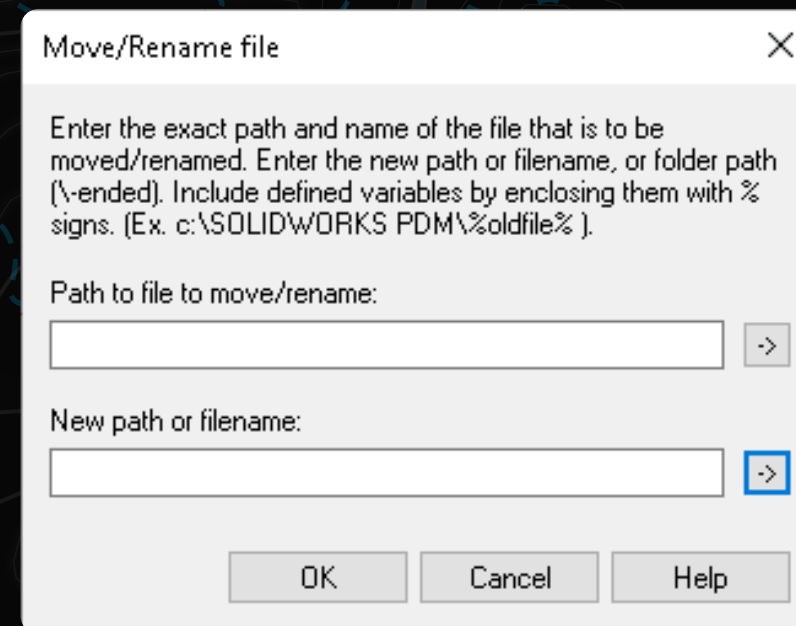 Move/Rename file
Enter the exact path and name of the file that is to be
moved/renamed. Enter the new path or filename, or folder path
(\-ended). Include defined variables by enclosing them with %
signs. (Ex. c:\SOLIDWORKS PDM\%oldfile% ).
Path to file to move/rename:
->
New path or filename:
->
OK Cancel Help